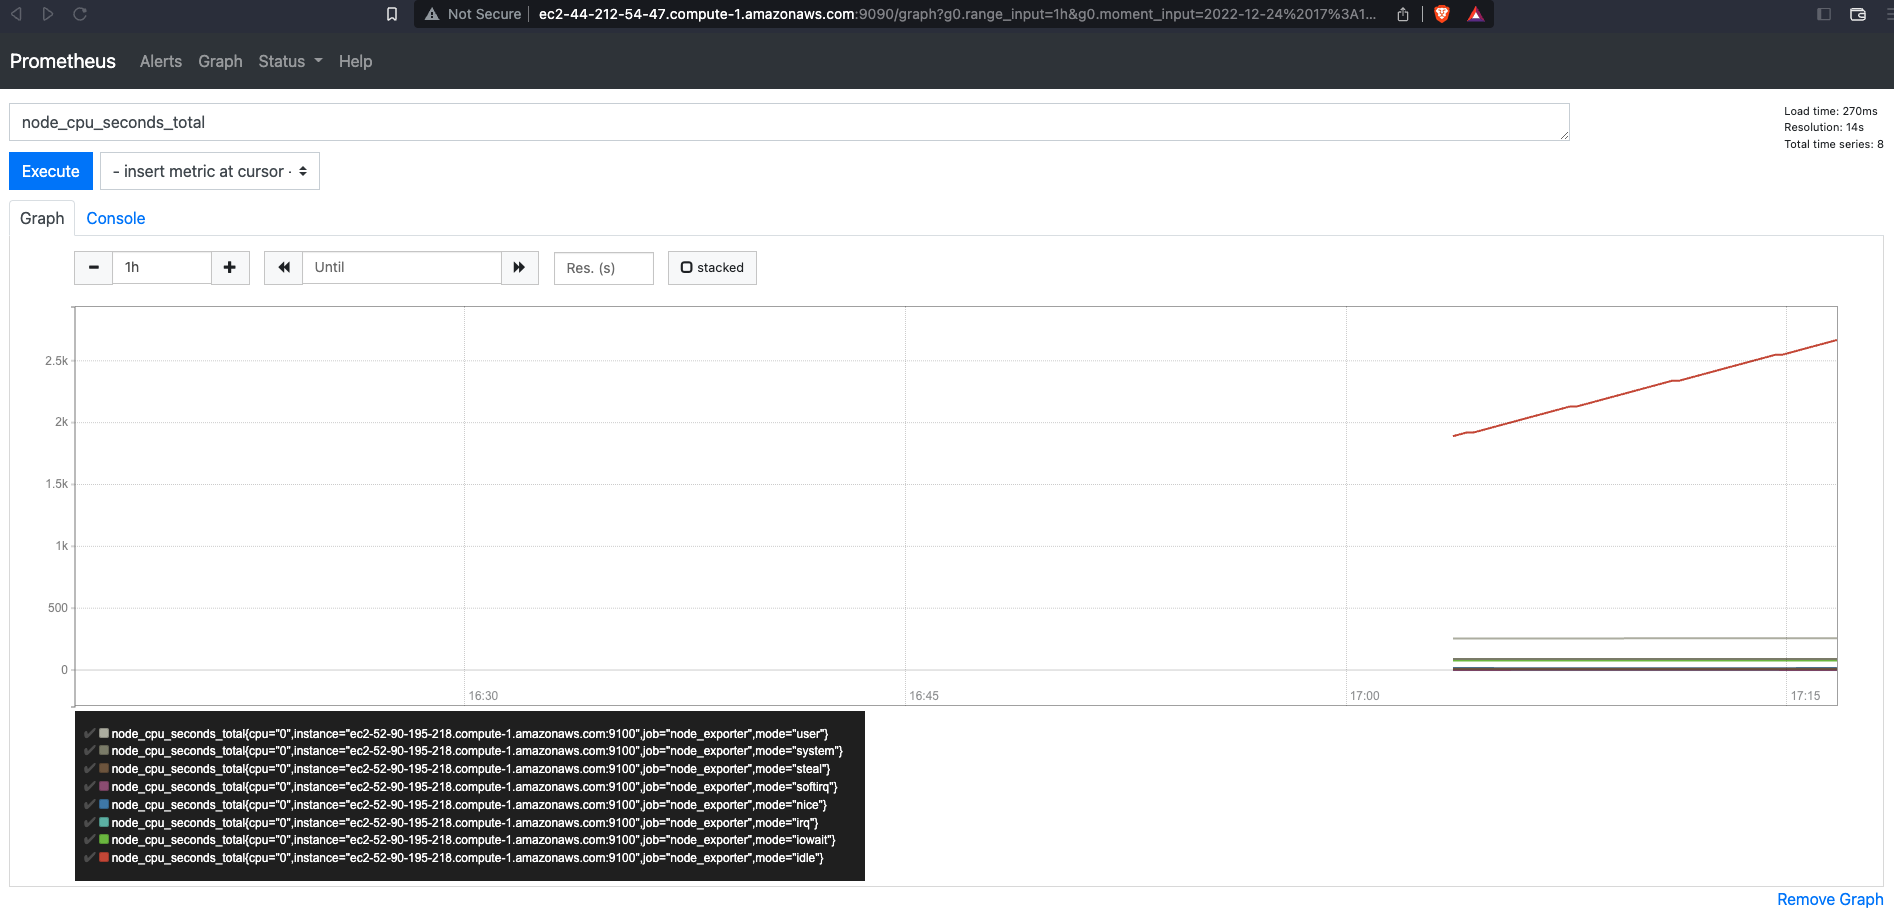 Not Secure ec2-44-212-54-47.compute-1.amazonaws.com:9090/graph?g0.range_input=1h&g0.moment_input=2022-12-24%2017%3A1...
Prometheus Alerts Graph Status Help
node_cpu_seconds_total
Load time: 270ms
Resolution: 14s
Total time series: 8
Execute - insert metric at cursor -
Graph Console
1h Until Res. (s) stacked
2.5k
2k
1.5k
1k
500
0
16:30 16:45 17:00 17:15
node_cpu_seconds_total{cpu="0",instance="ec2-52-90-195-218.compute-1.amazonaws.com:9100",job="node_exporter",mode="user"}
node_cpu_seconds_total{cpu="0",instance="ec2-52-90-195-218.compute-1.amazonaws.com:9100",job="node_exporter",mode="system"}
node_cpu_seconds_total{cpu="0",instance="ec2-52-90-195-218.compute-1.amazonaws.com:9100",job="node_exporter",mode="steal"}
node_cpu_seconds_total{cpu="0",instance="ec2-52-90-195-218.compute-1.amazonaws.com:9100",job="node_exporter",mode="softirq"}
node_cpu_seconds_total{cpu="0",instance="ec2-52-90-195-218.compute-1.amazonaws.com:9100",job="node_exporter",mode="nice"}
node_cpu_seconds_total{cpu="0",instance="ec2-52-90-195-218.compute-1.amazonaws.com:9100",job="node_exporter",mode="irq"}
node_cpu_seconds_total{cpu="0",instance="ec2-52-90-195-218.compute-1.amazonaws.com:9100",job="node_exporter",mode="iowait"}
node_cpu_seconds_total{cpu="0",instance="ec2-52-90-195-218.compute-1.amazonaws.com:9100",job="node_exporter",mode="idle"}
Remove Graph